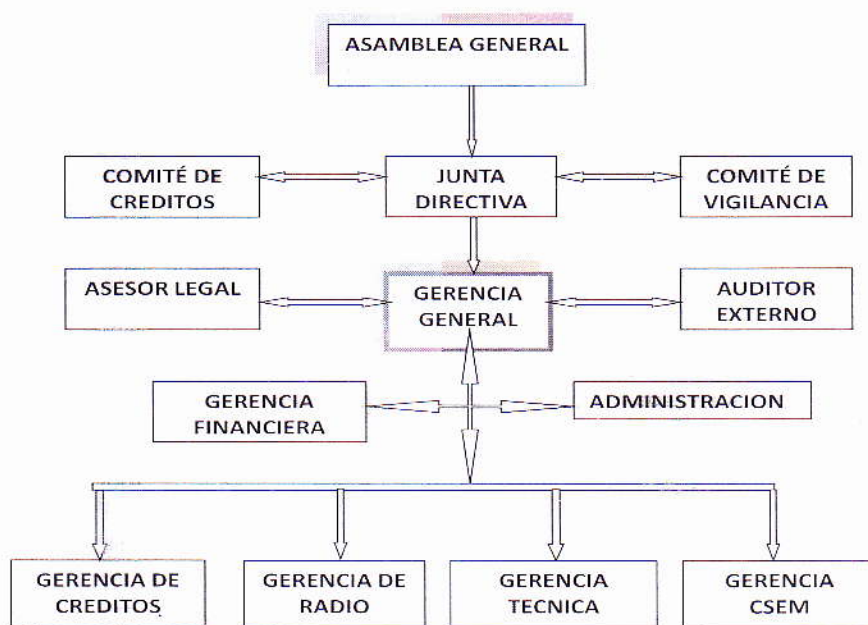 ASAMBLEA GENERAL
COMITÉ DE
CREDITOS
JUNTA
DIRECTIVA
COMITÉ DE
VIGILANCIA
ASESOR LEGAL
GERENCIA
GENERAL
AUDITOR
EXTERNO
GERENCIA
FINANCIERA
ADMINISTRACION
GERENCIA DE
CREDITOS
GERENCIA DE
RADIO
GERENCIA
TECNICA
GERENCIA
CSEM